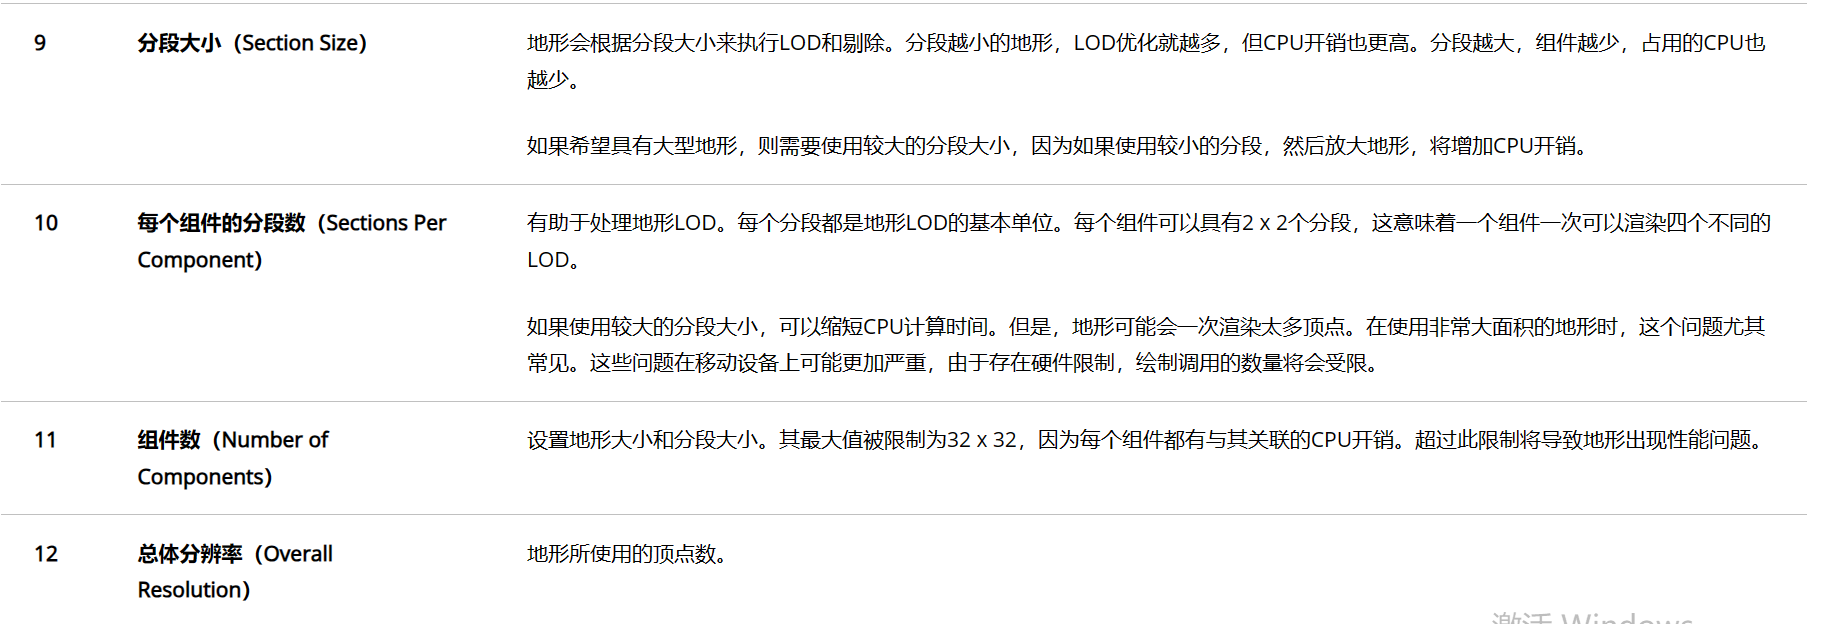 9 分段大小（Section Size） 地形会根据分段大小来执行LOD和剔除。分段越小的地形，LOD优化就越多，但CPU开销也更高。分段越大，组件越少，占用的CPU也
越少。
如果希望具有大型地形，则需要使用较大的分段大小，因为如果使用较小的分段，然后放大地形，将增加CPU开销。
10 每个组件的分段数（Sections Per 有助于处理地形LOD。每个分段都是地形LOD的基本单位。每个组件可以具有2 x 2个分段，这意味着一个组件一次可以渲染四个不同的
Component） LOD。
如果使用较大的分段大小，可以缩短CPU计算时间。但是，地形可能会一次渲染太多顶点。在使用非常大面积的地形时，这个问题尤其
常见。这些问题在移动设备上可能更加严重，由于存在硬件限制，绘制调用的数量将会受限。
11 组件数（Number of 设置地形大小和分段大小。其最大值被限制为32 x 32，因为每个组件都有与其关联的CPU开销。超过此限制将导致地形出现性能问题。
Components）
12 总体分辨率（Overall 地形所使用的顶点数。
Resolution）
激活 Windows